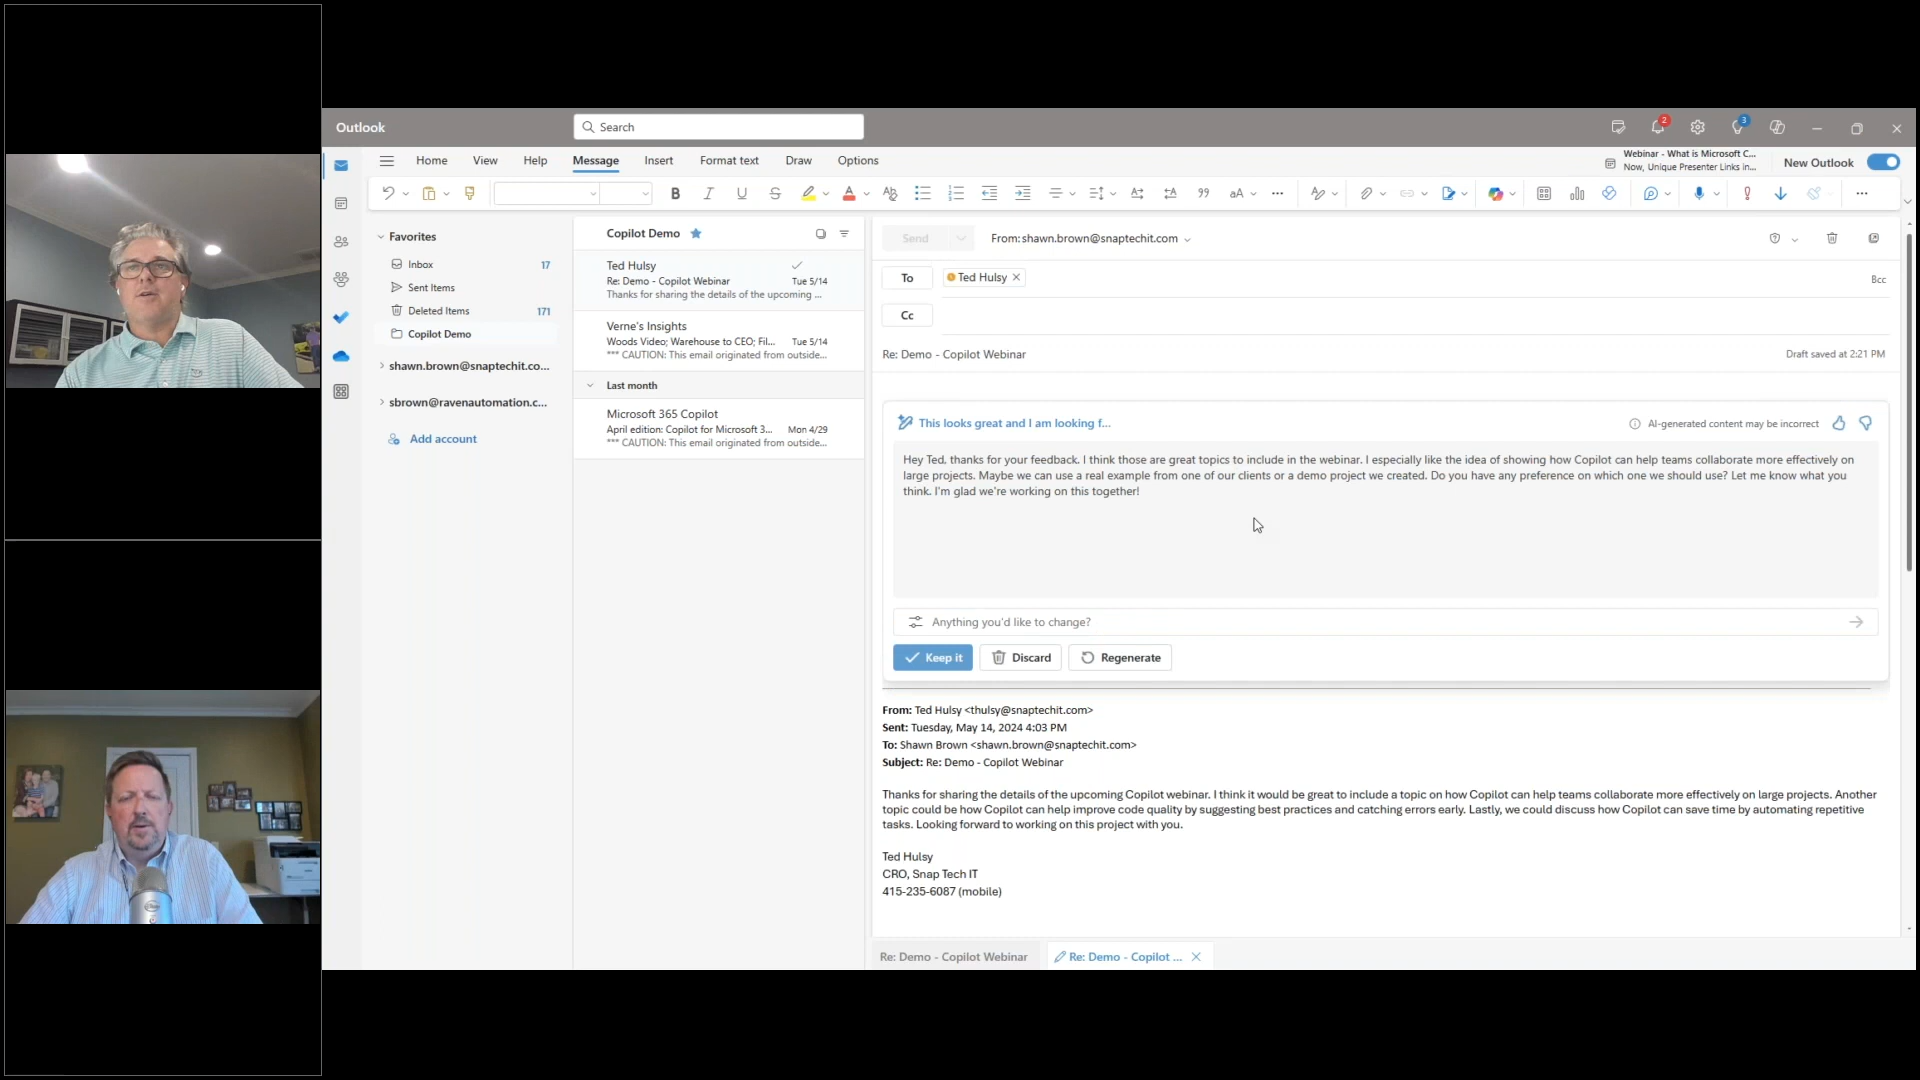 Outlook
Search
2
3
Home
View
Help
Message
Insert
Format text
Draw
Options
Webinar - What is Microsoft C...
Now, Unique Presenter Links in...
New Outlook
Favorites
Inbox 17
Sent Items
Deleted Items 171
Copilot Demo
shawn.brown@snaptechit.co...
sbrown@ravenautomation.c...
Add account
Copilot Demo
Ted Hulsy
Re: Demo - Copilot Webinar Tue 5/14
Thanks for sharing the details of the upcoming ...
Verne's Insights
Woods Video; Warehouse to CEO; Fil... Tue 5/14
*** CAUTION: This email originated from outside...
Last month
Microsoft 365 Copilot
April edition: Copilot for Microsoft 3... Mon 4/29
*** CAUTION: This email originated from outside...
Send
From: shawn.brown@snaptechit.com
To
Ted Hulsy
Bcc
Cc
Re: Demo - Copilot Webinar
Draft saved at 2:21 PM
This looks great and I am looking f...
AI-generated content may be incorrect
Hey Ted, thanks for your feedback. I think those are great topics to include in the webinar. I especially like the idea of showing how Copilot can help teams collaborate more effectively on
large projects. Maybe we can use a real example from one of our clients or a demo project we created. Do you have any preference on which one we should use? Let me know what you
think. I'm glad we're working on this together!
Anything you'd like to change?
Keep it
Discard
Regenerate
From: Ted Hulsy <thulsy@snaptechit.com>
Sent: Tuesday, May 14, 2024 4:03 PM
To: Shawn Brown <shawn.brown@snaptechit.com>
Subject: Re: Demo - Copilot Webinar
Thanks for sharing the details of the upcoming Copilot webinar. I think it would be great to include a topic on how Copilot can help teams collaborate more effectively on large projects. Another
topic could be how Copilot can help improve code quality by suggesting best practices and catching errors early. Lastly, we could discuss how Copilot can save time by automating repetitive
tasks. Looking forward to working on this project with you.
Ted Hulsy
CRO, Snap Tech IT
415-235-6087 (mobile)
Re: Demo - Copilot Webinar
Re: Demo - Copilot ...